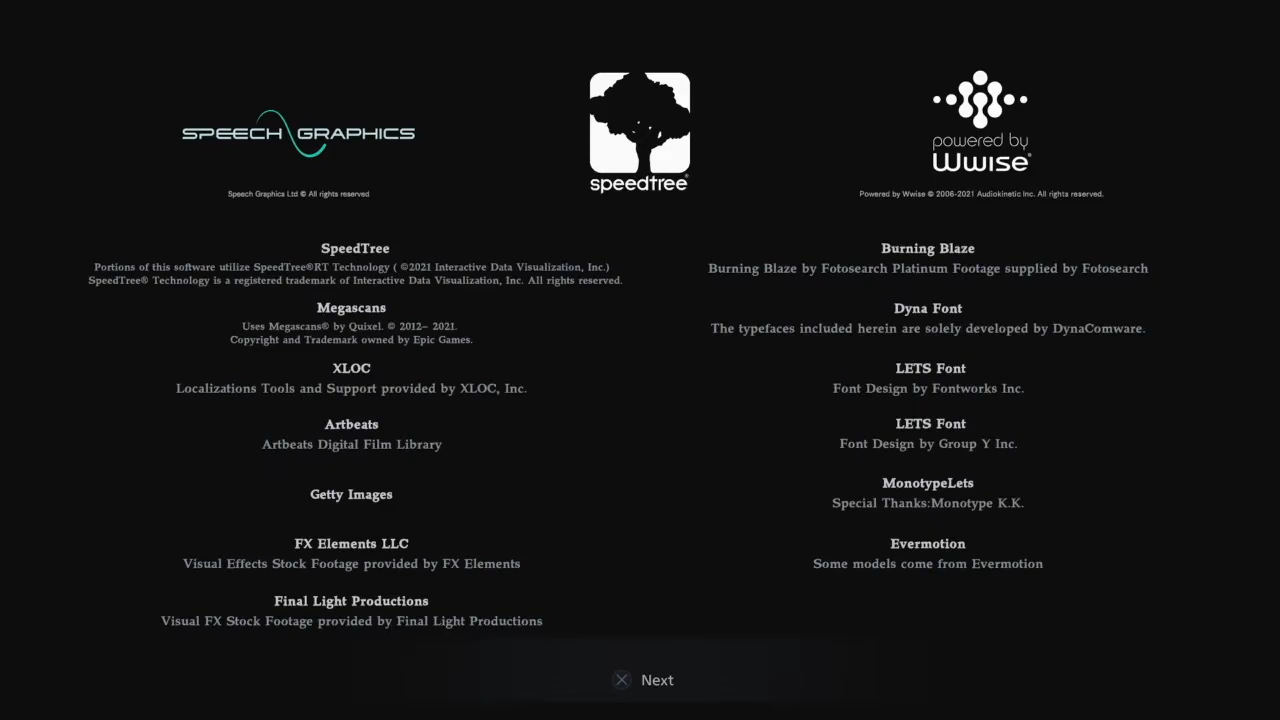 SPEECH GRAPHICS
Speech Graphics Ltd © All rights reserved
speedtree®
powered by
Wwise®
Powered by Wwise © 2006-2021 Audiokinetic Inc. All rights reserved.
SpeedTree
Portions of this software utilize SpeedTree®RT Technology ( ©2021 Interactive Data Visualization, Inc.)
SpeedTree® Technology is a registered trademark of Interactive Data Visualization, Inc. All rights reserved.
Megascans
Uses Megascans® by Quixel. © 2012– 2021.
Copyright and Trademark owned by Epic Games.
XLOC
Localizations Tools and Support provided by XLOC, Inc.
Artbeats
Artbeats Digital Film Library
Getty Images
FX Elements LLC
Visual Effects Stock Footage provided by FX Elements
Final Light Productions
Visual FX Stock Footage provided by Final Light Productions
Burning Blaze
Burning Blaze by Fotosearch Platinum Footage supplied by Fotosearch
Dyna Font
The typefaces included herein are solely developed by DynaComware.
LETS Font
Font Design by Fontworks Inc.
LETS Font
Font Design by Group Y Inc.
MonotypeLets
Special Thanks:Monotype K.K.
Evermotion
Some models come from Evermotion
Next